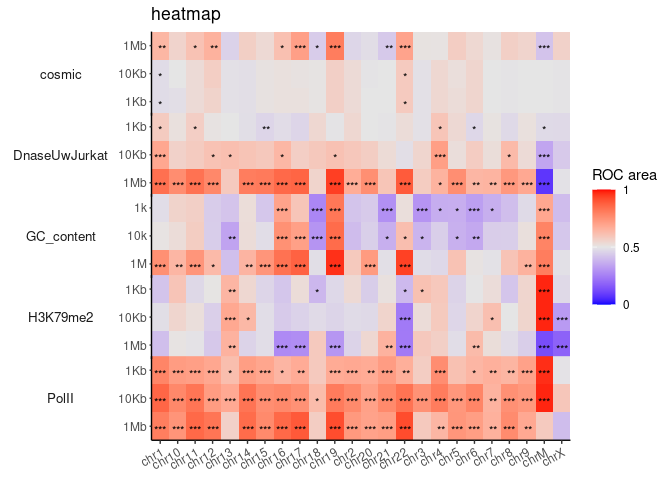 heatmap
1Mb ** * ** * *** * *** ** *** ***
cosmic 10Kb * *
1Kb * *
1Kb * * ** * * *
DnaseUwJurkat 10Kb *** * * * * *** * ***
1Mb *** *** *** *** *** *** *** *** *** *** *** *** * *** ** ** *** *** ***
1k *** *** *** *** *** * * *** * ***
GC_content 10k ** *** *** *** *** * * * * ** ***
1M *** ** *** * ** *** *** *** *** *** *** ** ***
1Kb ** * * * ***
H3K79me2 10Kb *** * *** * *** ***
1Mb ** *** *** *** ** *** ** *** ***
1Kb *** *** *** *** * *** *** * ** *** *** ** *** *** * ** ** *** ***
PolII 10Kb *** *** *** *** *** *** *** *** *** * *** *** *** *** *** *** *** *** *** ** *** *** ***
1Mb *** *** *** *** *** *** *** *** *** *** *** *** *** ** *** *** ** *** **
chr1 chr10 chr11 chr12 chr13 chr14 chr15 chr16 chr17 chr18 chr19 chr2 chr20 chr21 chr22 chr3 chr4 chr5 chr6 chr7 chr8 chr9 chrM chrX
ROC area
1
0.5
0